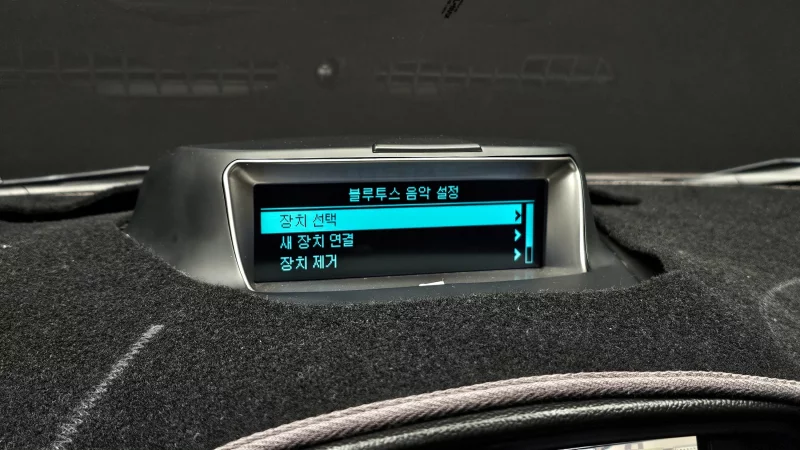 블루투스 음악 설정
장치 선택
새 장치 연결
장치 제거